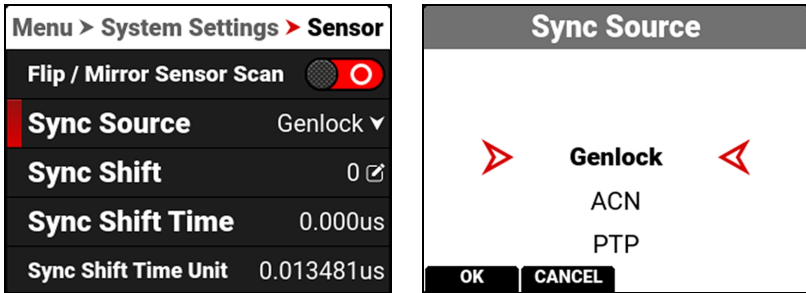 Menu > System Settings > Sensor
Flip / Mirror Sensor Scan
Sync Source Genlock
Sync Shift 0
Sync Shift Time 0.000us
Sync Shift Time Unit 0.013481us
Sync Source
Genlock
ACN
PTP
OK CANCEL